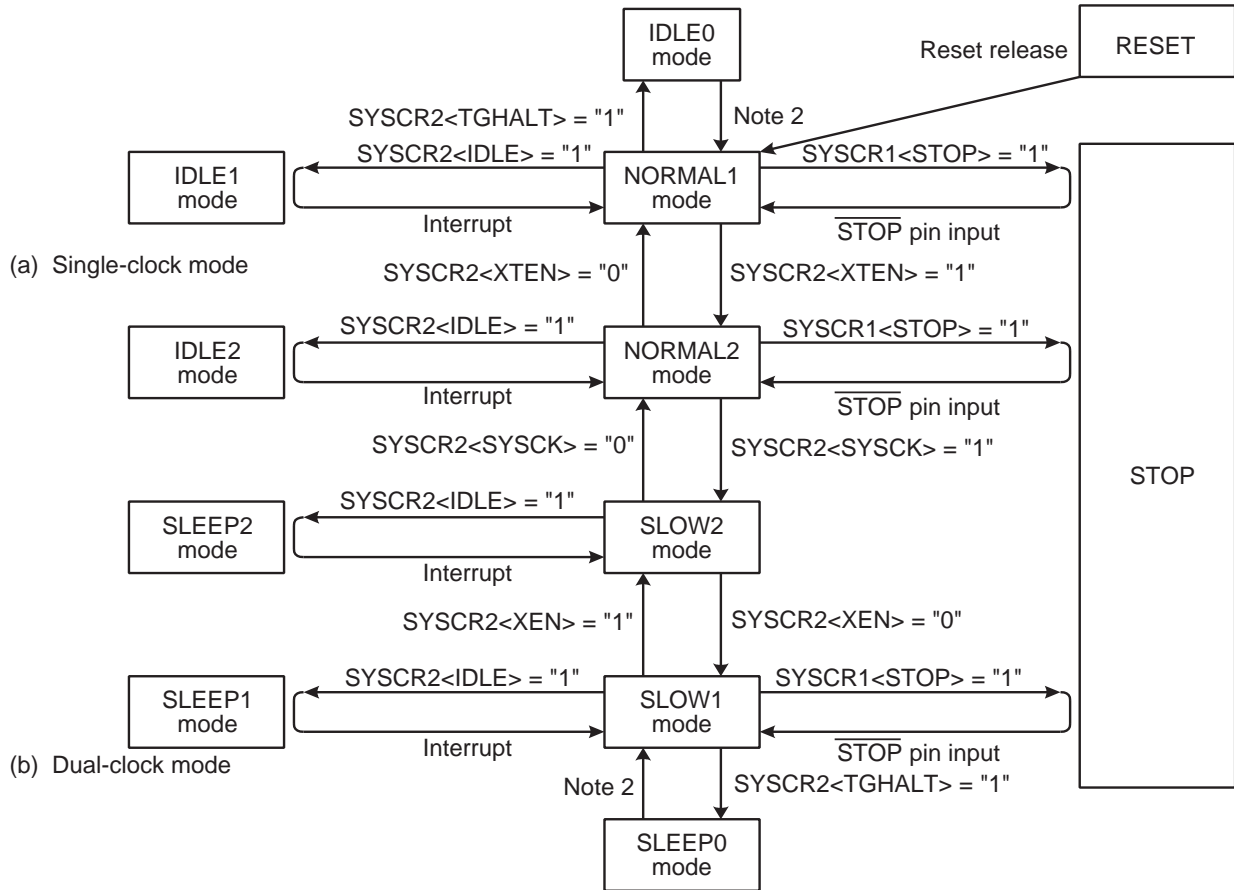 IDLE0
mode
Reset release
RESET
SYSCR2<TGHALT> = "1"
Note 2
IDLE1
mode
SYSCR2<IDLE> = "1"
Interrupt
NORMAL1
mode
SYSCR1<STOP> = "1"
STOP pin input
(a) Single-clock mode
SYSCR2<XTEN> = "0"
SYSCR2<XTEN> = "1"
IDLE2
mode
SYSCR2<IDLE> = "1"
Interrupt
NORMAL2
mode
SYSCR1<STOP> = "1"
STOP pin input
SYSCR2<SYSCK> = "0"
SYSCR2<SYSCK> = "1"
STOP
SLEEP2
mode
SYSCR2<IDLE> = "1"
Interrupt
SLOW2
mode
SYSCR2<XEN> = "1"
SYSCR2<XEN> = "0"
SLEEP1
mode
SYSCR2<IDLE> = "1"
Interrupt
SLOW1
mode
SYSCR1<STOP> = "1"
STOP pin input
(b) Dual-clock mode
Note 2
SYSCR2<TGHALT> = "1"
SLEEP0
mode